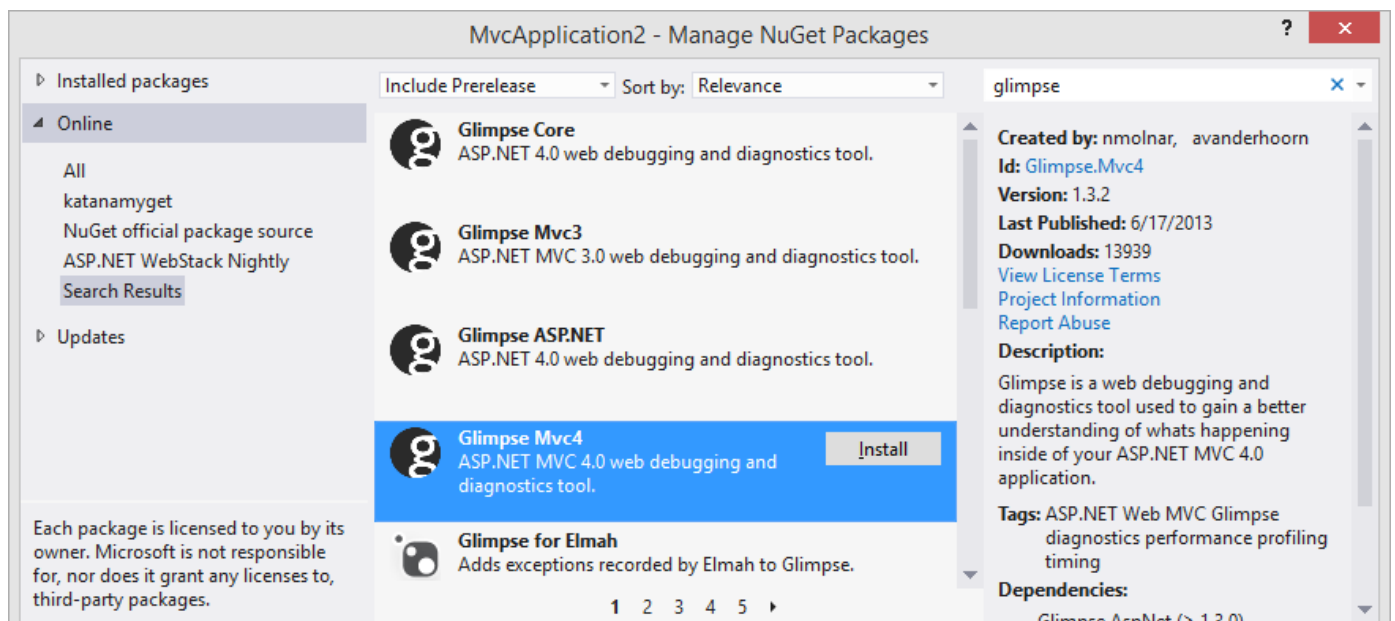 MvcApplication2 - Manage NuGet Packages
?
Installed packages
Online
All
katanamyget
NuGet official package source
ASP.NET WebStack Nightly
Search Results
Updates
Each package is licensed to you by its
owner. Microsoft is not responsible
for, nor does it grant any licenses to,
third-party packages.
Include Prerelease
Sort by: Relevance
Glimpse Core
ASP.NET 4.0 web debugging and diagnostics tool.
Glimpse Mvc3
ASP.NET MVC 3.0 web debugging and diagnostics tool.
Glimpse ASP.NET
ASP.NET 4.0 web debugging and diagnostics tool.
Glimpse Mvc4
ASP.NET MVC 4.0 web debugging and
diagnostics tool.
Install
Glimpse for Elmah
Adds exceptions recorded by Elmah to Glimpse.
1 2 3 4 5
glimpse
Created by: nmolnar, avanderhoorn
Id: Glimpse.Mvc4
Version: 1.3.2
Last Published: 6/17/2013
Downloads: 13939
View License Terms
Project Information
Report Abuse
Description:
Glimpse is a web debugging and
diagnostics tool used to gain a better
understanding of whats happening
inside of your ASP.NET MVC 4.0
application.
Tags: ASP.NET Web MVC Glimpse
diagnostics performance profiling
timing
Dependencies:
Glimpse.AspNet